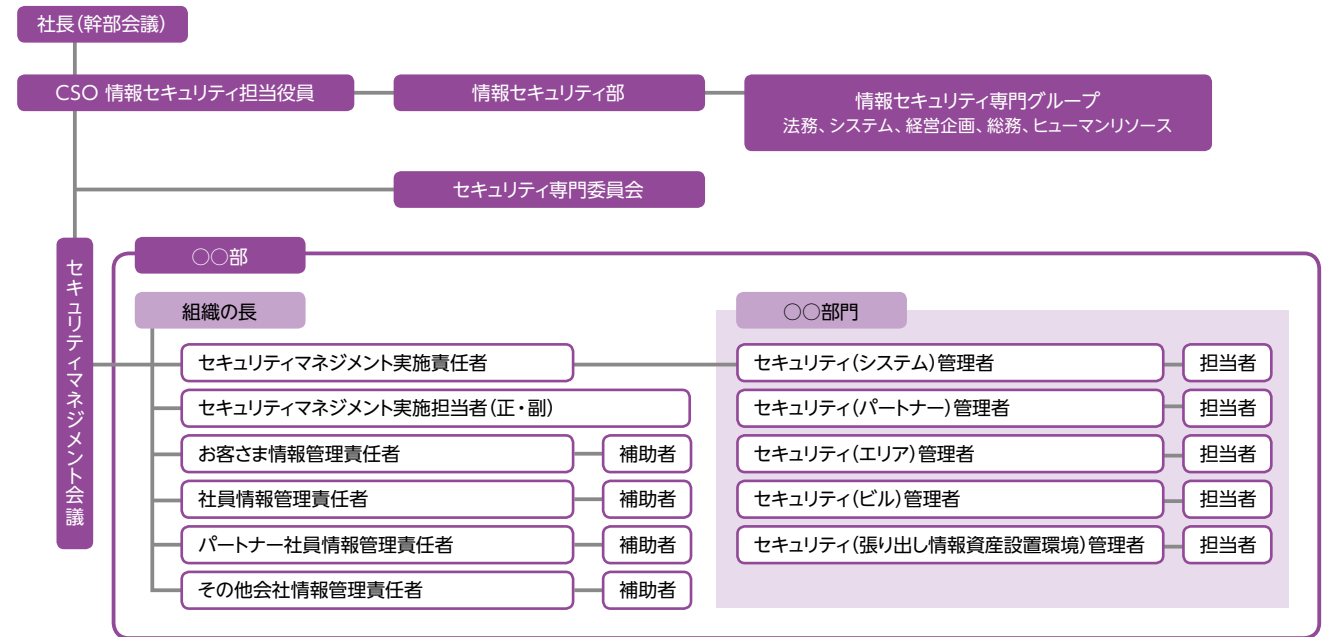 社長(幹部会議)
CSO 情報セキュリティ担当役員
情報セキュリティ部
情報セキュリティ専門グループ
法務、システム、経営企画、総務、ヒューマンリソース
セキュリティ専門委員会
セキュリティマネジメント会議
○○部
組織の長
セキュリティマネジメント実施責任者
セキュリティマネジメント実施担当者(正・副)
お客さま情報管理責任者
補助者
社員情報管理責任者
補助者
パートナー社員情報管理責任者
補助者
その他会社情報管理責任者
補助者
○○部門
セキュリティ(システム)管理者
担当者
セキュリティ(パートナー)管理者
担当者
セキュリティ(エリア)管理者
担当者
セキュリティ(ビル)管理者
担当者
セキュリティ(張り出し情報資産設置環境)管理者
担当者